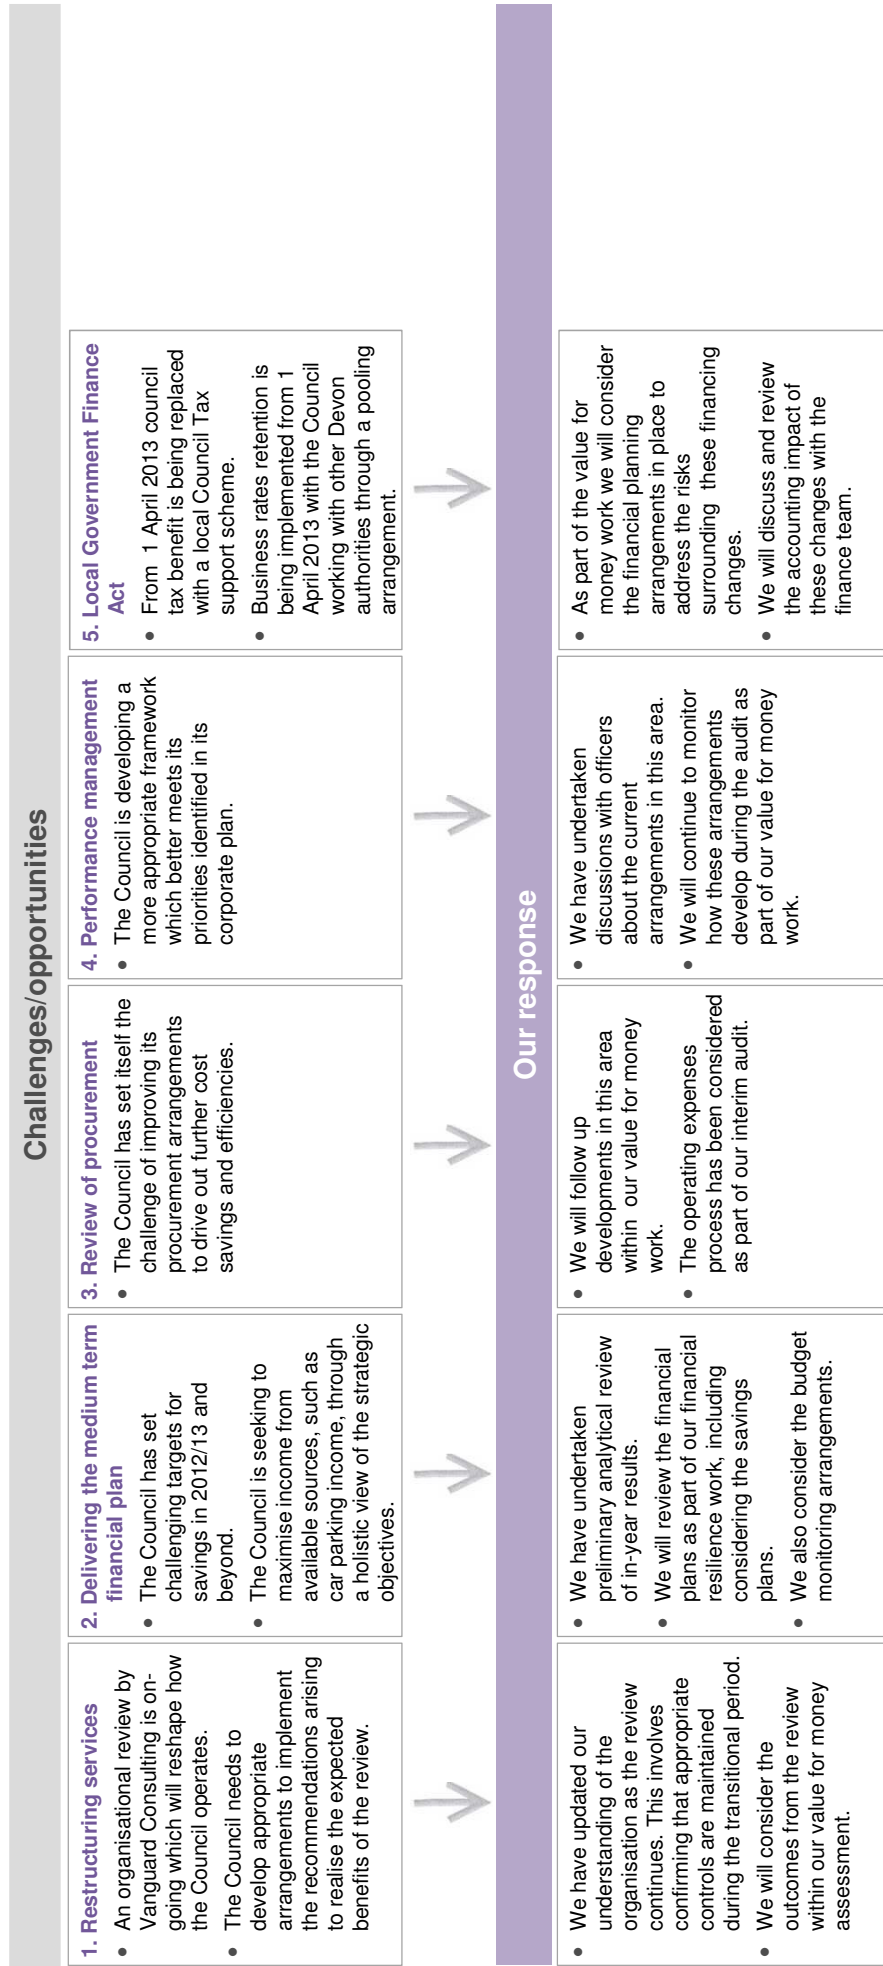 Challenges/opportunities
1. Restructuring services
• An organisational review by
Vanguard Consulting is on-
going which will reshape how
the Council operates.
• The Council needs to
develop appropriate
arrangements to implement
the recommendations arising
to realise the expected
benefits of the review.
2. Delivering the medium term
financial plan
• The Council has set
challenging targets for
savings in 2012/13 and
beyond.
• The Council is seeking to
maximise income from
available sources, such as
car parking income, through
a holistic view of the strategic
objectives.
3. Review of procurement
• The Council has set itself the
challenge of improving its
procurement arrangements
to drive out further cost
savings and efficiencies.
4. Performance management
• The Council is developing a
more appropriate framework
which better meets its
priorities identified in its
corporate plan.
5. Local Government Finance
Act
• From 1 April 2013 council
tax benefit is being replaced
with a local Council Tax
support scheme.
• Business rates retention is
being implemented from 1
April 2013 with the Council
working with other Devon
authorities through a pooling
arrangement.
Our response
• We have updated our
understanding of the
organisation as the review
continues. This involves
confirming that appropriate
controls are maintained
during the transitional period.
• We will consider the
outcomes from the review
within our value for money
assessment.
• We have undertaken
preliminary analytical review
of in-year results.
• We will review the financial
plans as part of our financial
resilience work, including
considering the savings
plans.
• We also consider the budget
monitoring arrangements.
• We will follow up
developments in this area
within our value for money
work.
• The operating expenses
process has been considered
as part of our interim audit.
• We have undertaken
discussions with officers
about the current
arrangements in this area.
• We will continue to monitor
how these arrangements
develop during the audit as
part of our value for money
work.
• As part of the value for
money work we will consider
the financial planning
arrangements in place to
address the risks
surrounding these financing
changes.
• We will discuss and review
the accounting impact of
these changes with the
finance team.